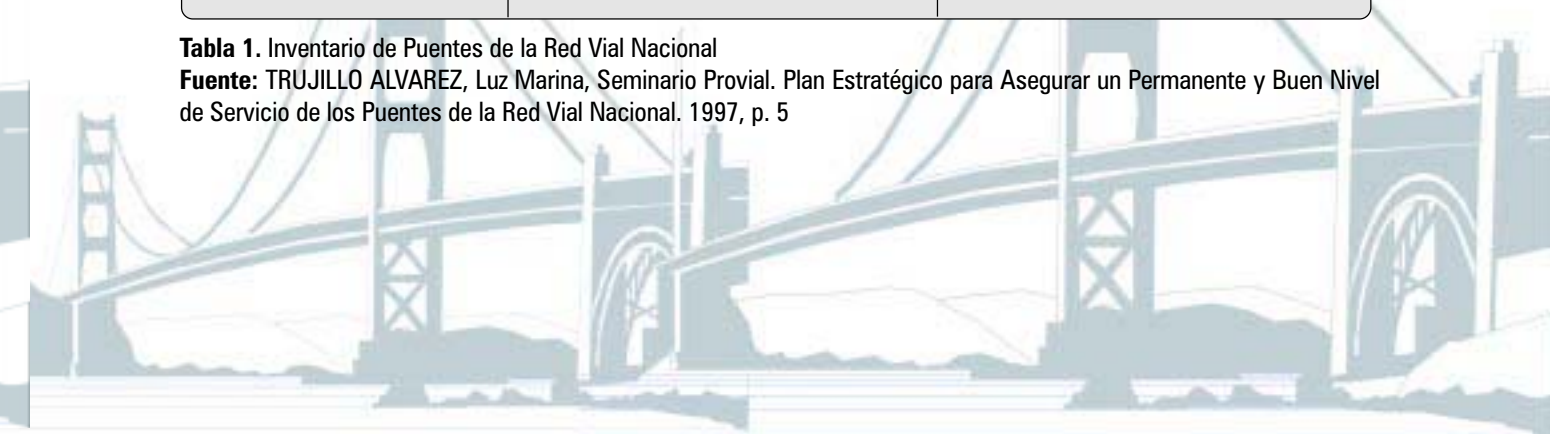 Tabla 1. Inventario de Puentes de la Red Vial Nacional
Fuente: TRUJILLO ALVAREZ, Luz Marina, Seminario Provial. Plan Estratégico para Asegurar un Permanente y Buen Nivel
de Servicio de los Puentes de la Red Vial Nacional. 1997, p. 5